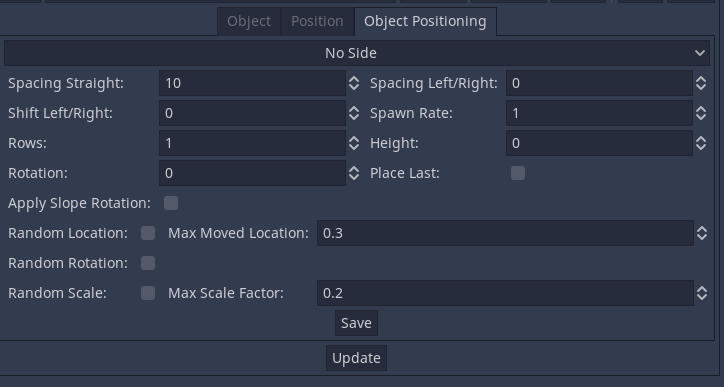 Object Position Object Positioning
No Side
Spacing Straight: 10 Spacing Left/Right: 0
Shift Left/Right: 0 Spawn Rate: 1
Rows: 1 Height: 0
Rotation: 0 Place Last:
Apply Slope Rotation:
Random Location: Max Moved Location: 0.3
Random Rotation:
Random Scale: Max Scale Factor: 0.2
Save
Update